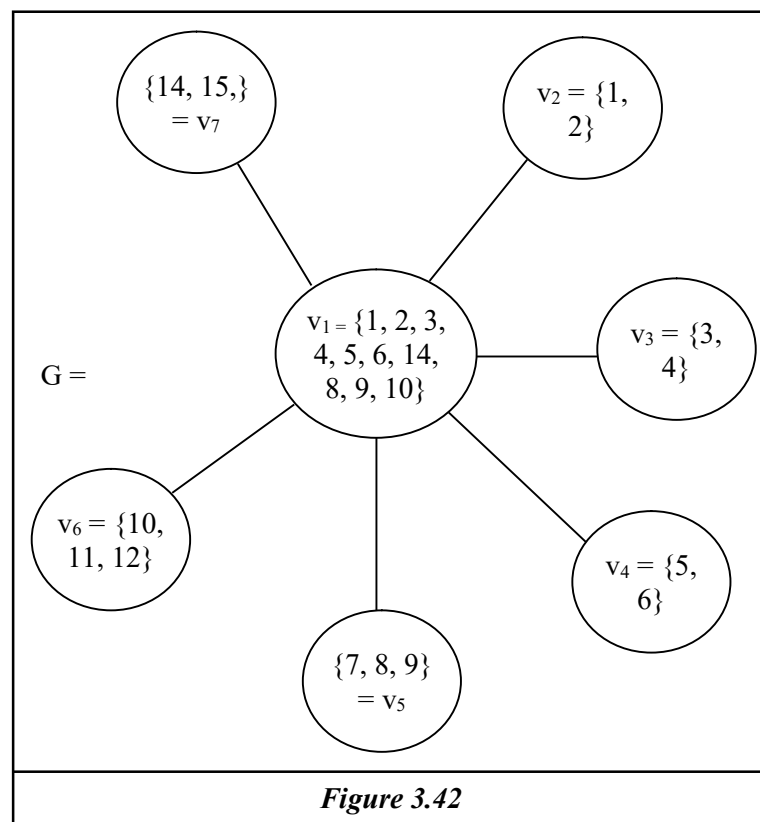 {14, 15,}
= v₇
v₂ = {1,
2}
v₁ = {1, 2, 3,
4, 5, 6, 14,
8, 9, 10}
v₃ = {3,
4}
G =
v₆ = {10,
11, 12}
v₄ = {5,
6}
{7, 8, 9}
= v₅
Figure 3.42